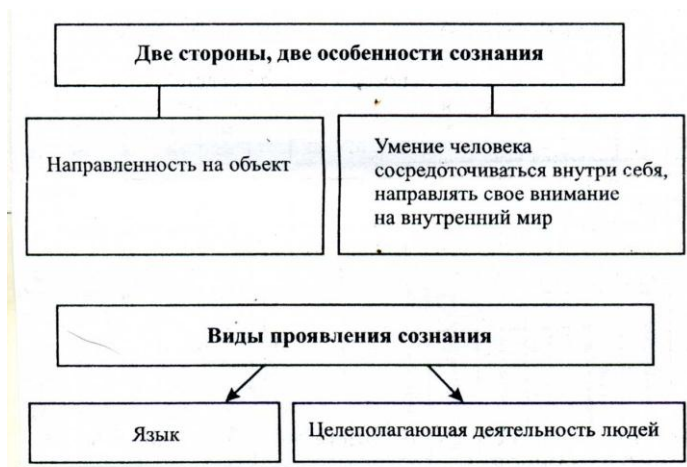 Две стороны, две особенности сознания
Направленность на объект
Умение человека
сосредоточиваться внутри себя,
направлять свое внимание
на внутренний мир
Виды проявления сознания
Язык
Целеполагающая деятельность людей